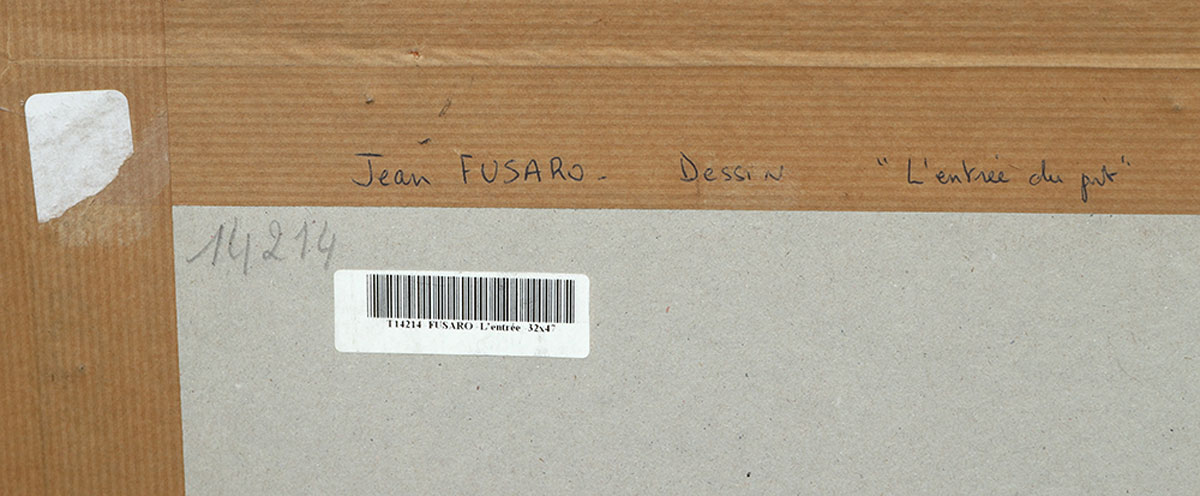 Jean FUSARO - Dessin "L'entrée du port"
14214
T14214 FUSARO L'entrée 32x47